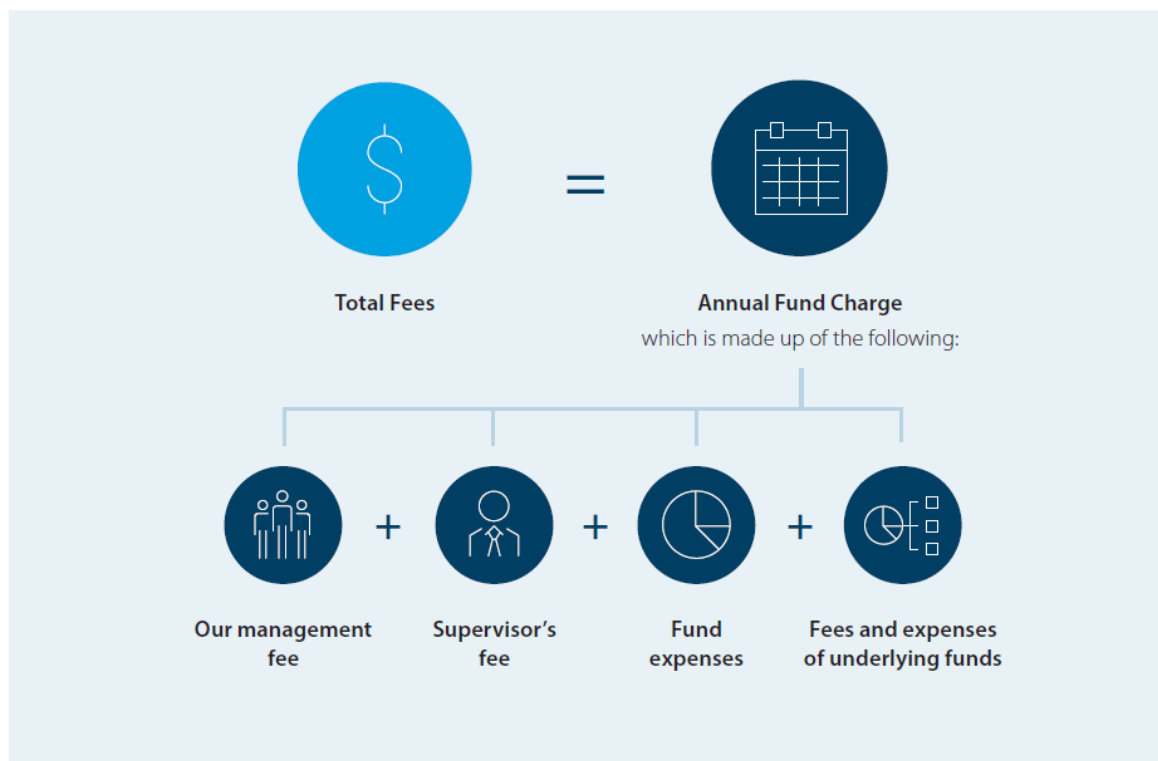 $
=
Total Fees
Annual Fund Charge
which is made up of the following:
+ + +
Our management
fee
Supervisor's
fee
Fund
expenses
Fees and expenses
of underlying funds